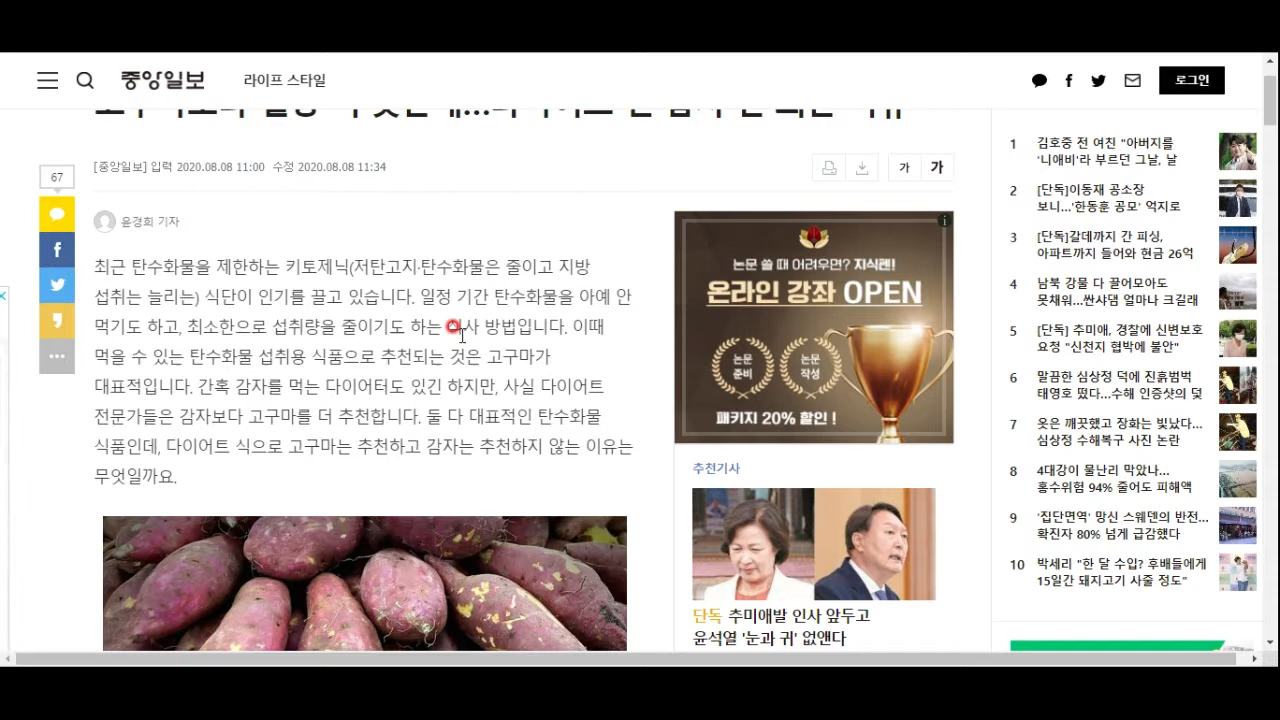 중앙일보
라이프 스타일
로그인
[중앙일보] 입력 2020.08.08 11:00 수정 2020.08.08 11:34
가 가
67
윤경희 기자
최근 탄수화물을 제한하는 키토제닉(저탄고지·탄수화물은 줄이고 지방
섭취는 늘리는) 식단이 인기를 끌고 있습니다. 일정 기간 탄수화물을 아예 안
먹기도 하고, 최소한으로 섭취량을 줄이기도 하는 식사 방법입니다. 이때
먹을 수 있는 탄수화물 섭취용 식품으로 추천되는 것은 고구마가
대표적입니다. 간혹 감자를 먹는 다이어터도 있긴 하지만, 사실 다이어트
전문가들은 감자보다 고구마를 더 추천합니다. 둘 다 대표적인 탄수화물
식품인데, 다이어트 식으로 고구마는 추천하고 감자는 추천하지 않는 이유는
무엇일까요.
논문 쓸 때 어려우면? 지식렌!
온라인 강좌 OPEN
논문
준비
논문
작성
패키지 20% 할인 !
추천기사
단독 추미애발 인사 앞두고
윤석열 '눈과 귀' 없앤다
1 김호중 전 여친 "아버지를
'니애비'라 부르던 그날, 날
2 [단독]이동재 공소장
보니...'한동훈 공모' 억지로
3 [단독]갈데까지 간 피싱,
아파트까지 들어와 현금 26억
4 남북 강물 다 끌어모아도
못채워...싼샤댐 얼마나 크길래
5 [단독] 추미애, 경찰에 신변보호
요청 "신천지 협박에 불안"
6 말끔한 심상정 덕에 진흙범벅
태영호 떴다...수해 인증샷의 덫
7 옷은 깨끗했고 장화는 빛났다...
심상정 수해복구 사진 논란
8 4대강이 물난리 막았나...
홍수위험 94% 줄어도 피해액
9 '집단면역' 망신 스웨덴의 반전...
확진자 80% 넘게 급감했다
10 박세리 "한 달 수입? 후배들에게
15일간 돼지고기 사줄 정도"